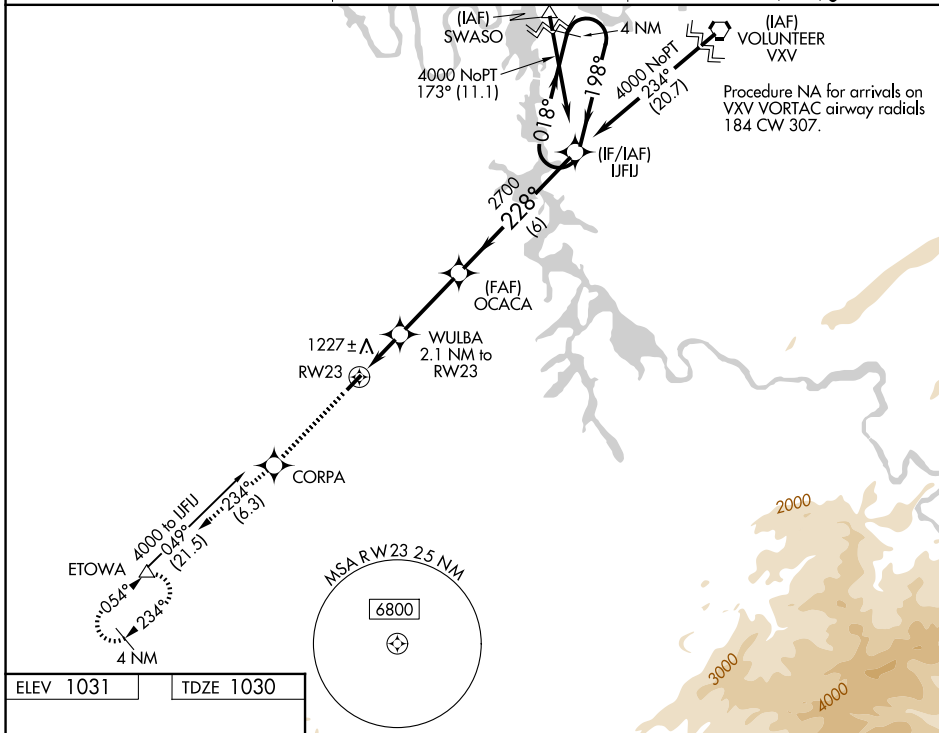 (IAF)
SWASO
4 NM
(IAF)
VOLUNTEER
VXV
4000 NoPT
173° (11.1)
4000 NoPT
234°
(20.7)
Procedure NA for arrivals on
VXV VORTAC airway radials
184 CW 307.
018°
198°
(IF/IAF)
IJFIJ
2700
228°
(6)
(FAF)
OCACA
1227 ±
WULBA
2.1 NM to
RW23
RW23
CORPA
4000 to IJFIJ
049°
(21.5)
234°
(6.3)
ETOWA
054°
234°
4 NM
MSA RW23 25 NM
6800
2000
3000
4000
ELEV 1031
TDZE 1030